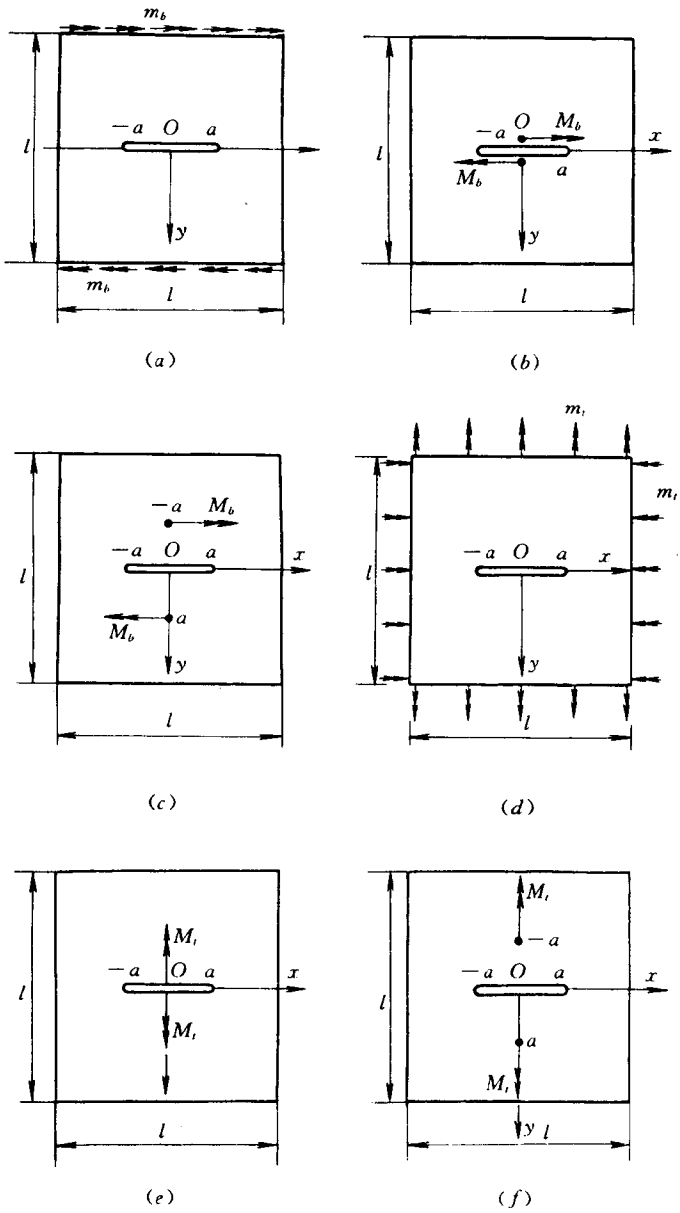 m_b
l
-a O a
y
m_b
l
(a)
O M_b
-a x
l
M_b a
y
l
(b)
-a M_b
-a O a x
l
M_b a
y
l
(c)
m_t
m_t
-a O a x
l
y
l
(d)
M_t
-a O a x
l
M_t
l
(e)
M_t
-a
-a O a x
l
a
M_t
y l
(f)